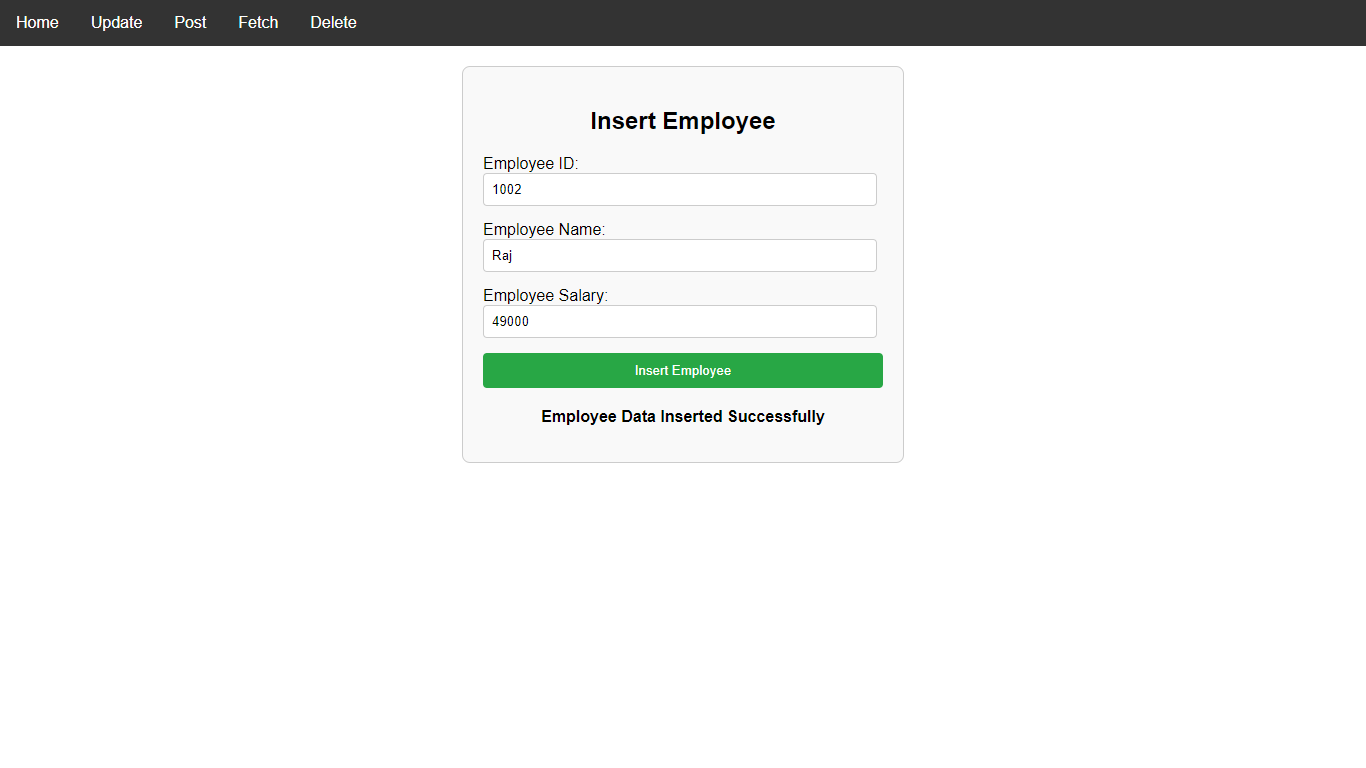 Home Update Post Fetch Delete
Insert Employee
Employee ID:
1002
Employee Name:
Raj
Employee Salary:
49000
Insert Employee
Employee Data Inserted Successfully